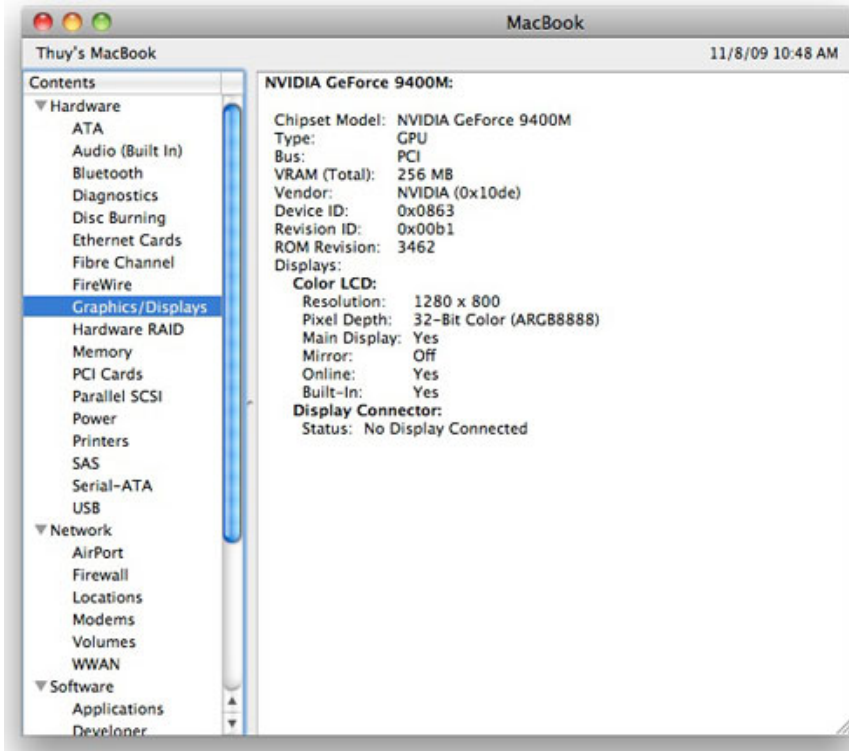 MacBook
Thuy's MacBook
11/8/09 10:48 AM
Contents
Hardware
ATA
Audio (Built In)
Bluetooth
Diagnostics
Disc Burning
Ethernet Cards
Fibre Channel
FireWire
Graphics/Displays
Hardware RAID
Memory
PCI Cards
Parallel SCSI
Power
Printers
SAS
Serial-ATA
USB
Network
AirPort
Firewall
Locations
Modems
Volumes
WWAN
Software
Applications
Developer
NVIDIA GeForce 9400M:
Chipset Model: NVIDIA GeForce 9400M
Type: GPU
Bus: PCI
VRAM (Total): 256 MB
Vendor: NVIDIA (0x10de)
Device ID: 0x0863
Revision ID: 0x00b1
ROM Revision: 3462
Displays:
Color LCD:
Resolution: 1280 x 800
Pixel Depth: 32-Bit Color (ARGB8888)
Main Display: Yes
Mirror: Off
Online: Yes
Built-In: Yes
Display Connector:
Status: No Display Connected